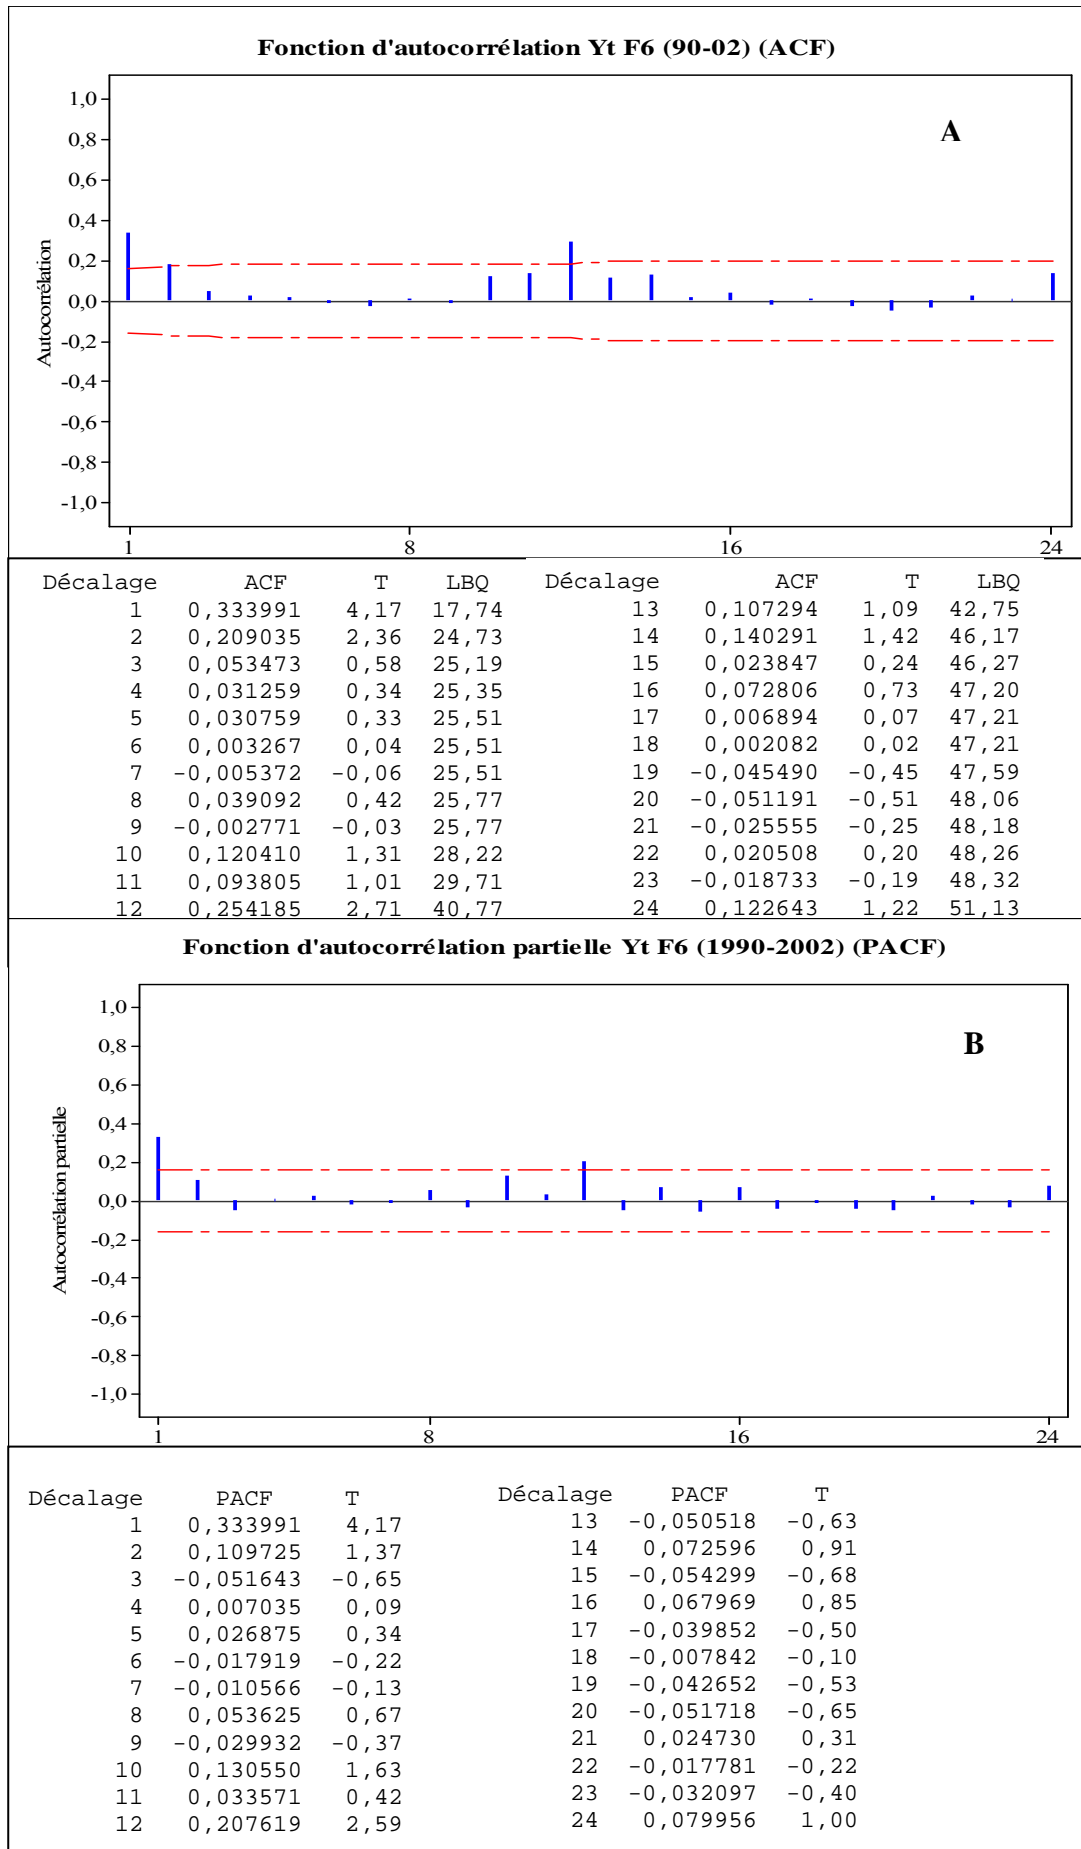 Fonction d'autocorrélation Yt F6 (90-02) (ACF)
A
Autocorrélation
1,0
0,8
0,6
0,4
0,2
0,0
-0,2
-0,4
-0,6
-0,8
-1,0
1 8 16 24
Décalage ACF T LBQ Décalage ACF T LBQ
1 0,333991 4,17 17,74 13 0,107294 1,09 42,75
2 0,209035 2,36 24,73 14 0,140291 1,42 46,17
3 0,053473 0,58 25,19 15 0,023847 0,24 46,27
4 0,031259 0,34 25,35 16 0,072806 0,73 47,20
5 0,030759 0,33 25,51 17 0,006894 0,07 47,21
6 0,003267 0,04 25,51 18 0,002082 0,02 47,21
7 -0,005372 -0,06 25,51 19 -0,045490 -0,45 47,59
8 0,039092 0,42 25,77 20 -0,051191 -0,51 48,06
9 -0,002771 -0,03 25,77 21 -0,025555 -0,25 48,18
10 0,120410 1,31 28,22 22 0,020508 0,20 48,26
11 0,093805 1,01 29,71 23 -0,018733 -0,19 48,32
12 0,254185 2,71 40,77 24 0,122643 1,22 51,13
Fonction d'autocorrélation partielle Yt F6 (1990-2002) (PACF)
B
Autocorrélation partielle
1,0
0,8
0,6
0,4
0,2
0,0
-0,2
-0,4
-0,6
-0,8
-1,0
1 8 16 24
Décalage PACF T Décalage PACF T
1 0,333991 4,17 13 -0,050518 -0,63
2 0,109725 1,37 14 0,072596 0,91
3 -0,051643 -0,65 15 -0,054299 -0,68
4 0,007035 0,09 16 0,067969 0,85
5 0,026875 0,34 17 -0,039852 -0,50
6 -0,017919 -0,22 18 -0,007842 -0,10
7 -0,010566 -0,13 19 -0,042652 -0,53
8 0,053625 0,67 20 -0,051718 -0,65
9 -0,029932 -0,37 21 0,024730 0,31
10 0,130550 1,63 22 -0,017781 -0,22
11 0,033571 0,42 23 -0,032097 -0,40
12 0,207619 2,59 24 0,079956 1,00